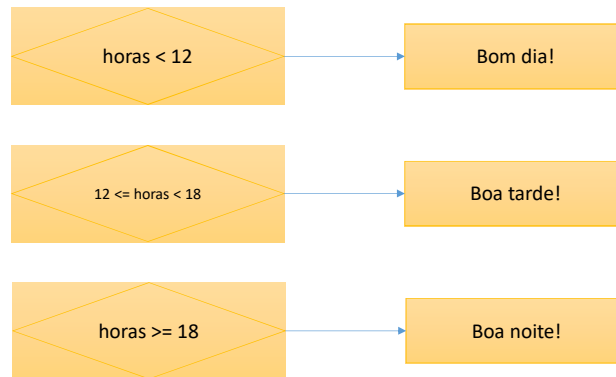 horas < 12
Bom dia!
12 <= horas < 18
Boa tarde!
horas >= 18
Boa noite!